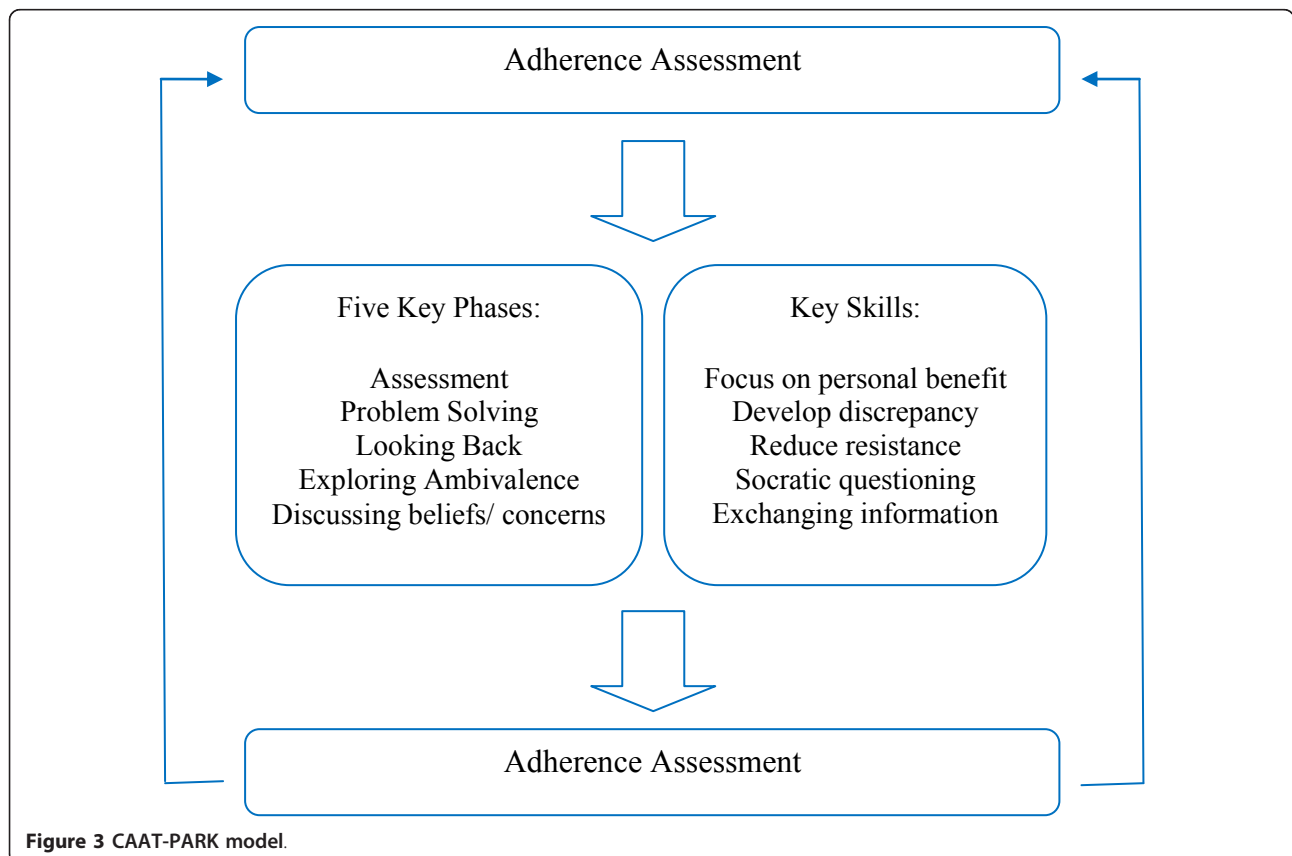 Adherence Assessment
Five Key Phases:
Assessment
Problem Solving
Looking Back
Exploring Ambivalence
Discussing beliefs/ concerns
Key Skills:
Focus on personal benefit
Develop discrepancy
Reduce resistance
Socratic questioning
Exchanging information
Adherence Assessment
Figure 3 CAAT-PARK model.